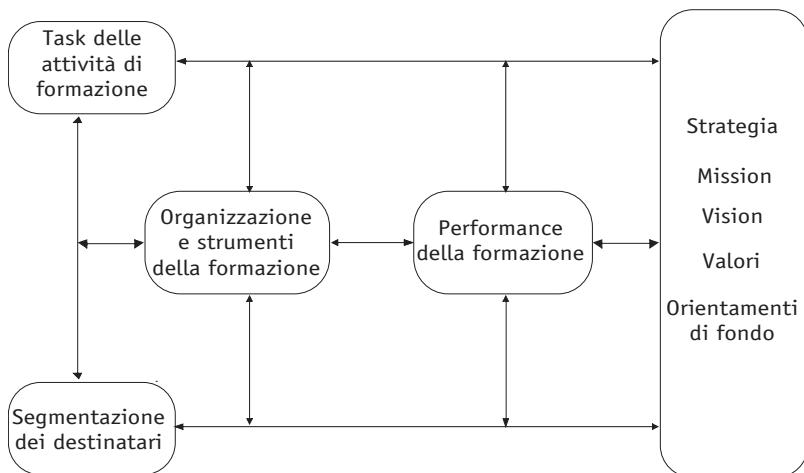 Task delle
attività di
formazione
Organizzazione
e strumenti
della formazione
Performance
della formazione
Segmentazione
dei destinatari
Strategia
Mission
Vision
Valori
Orientamenti
di fondo